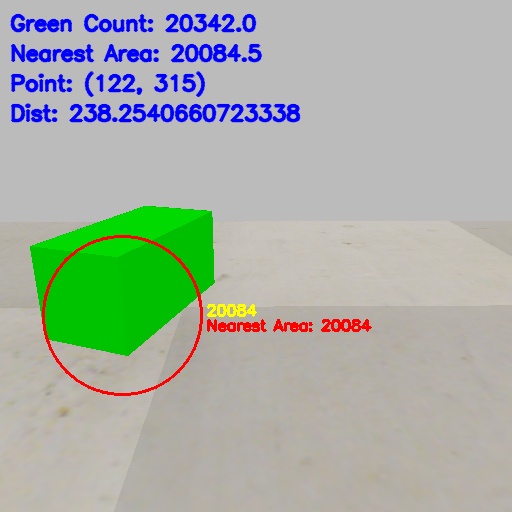 Green Count: 20342.0
Nearest Area: 20084.5
Point: (122, 315)
Dist: 238.2540660723338
20084
Nearest Area: 20084